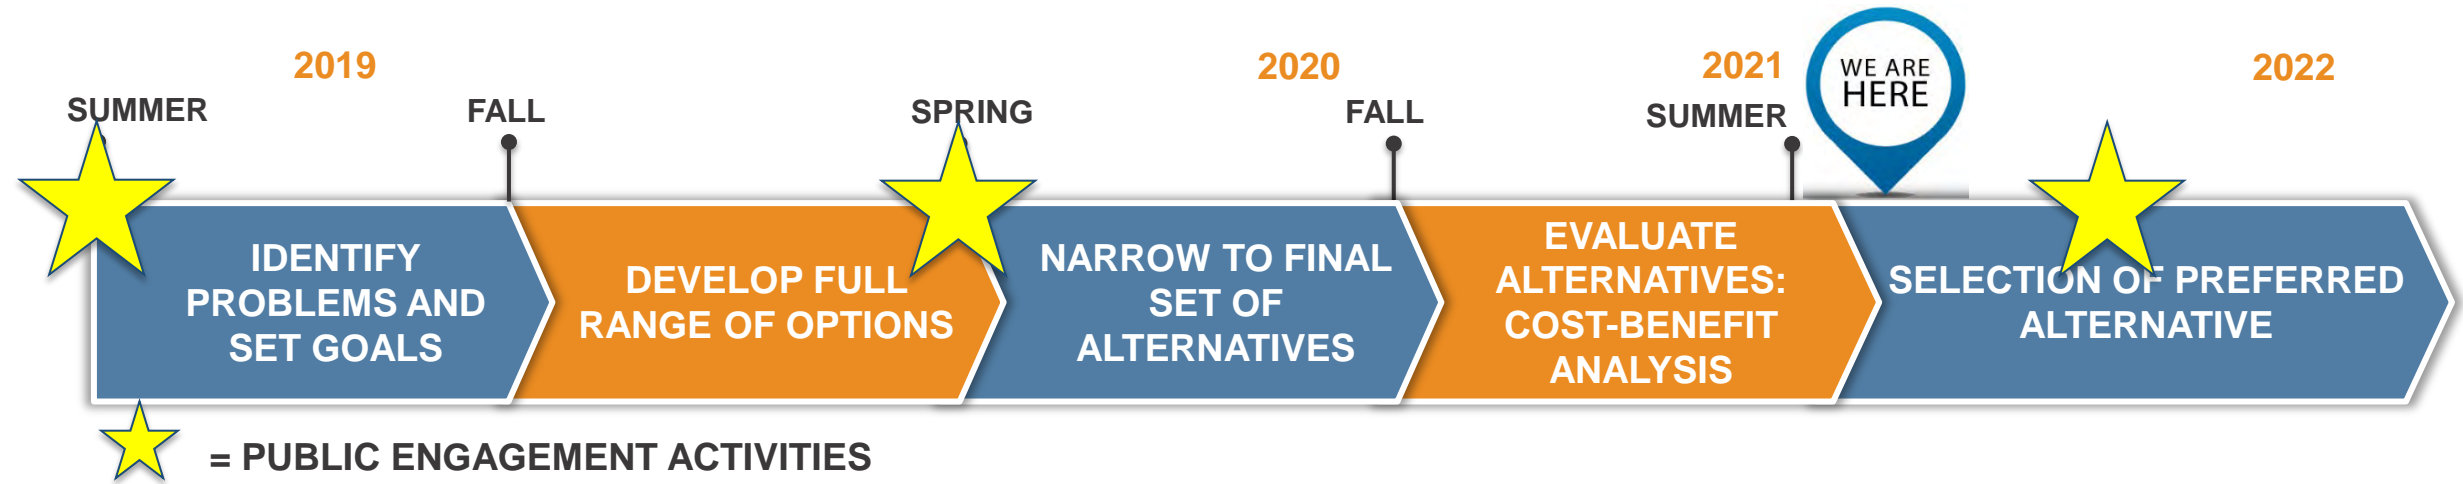 2019
2020
2021
2022
SUMMER
FALL
SPRING
FALL
SUMMER
WE ARE
HERE
IDENTIFY
PROBLEMS AND
SET GOALS
DEVELOP FULL
RANGE OF OPTIONS
NARROW TO FINAL
SET OF
ALTERNATIVES
EVALUATE
ALTERNATIVES:
COST-BENEFIT
ANALYSIS
SELECTION OF PREFERRED
ALTERNATIVE
= PUBLIC ENGAGEMENT ACTIVITIES